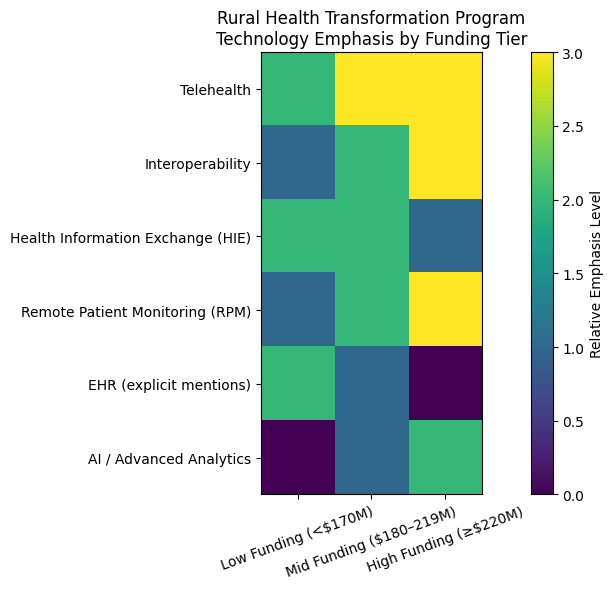 Rural Health Transformation Program
Technology Emphasis by Funding Tier
Telehealth
Interoperability
Health Information Exchange (HIE)
Remote Patient Monitoring (RPM)
EHR (explicit mentions)
AI / Advanced Analytics
Low Funding (<$170M)
Mid Funding ($180–219M)
High Funding (≥$220M)
3.0
2.5
2.0
1.5
1.0
0.5
0.0
Relative Emphasis Level